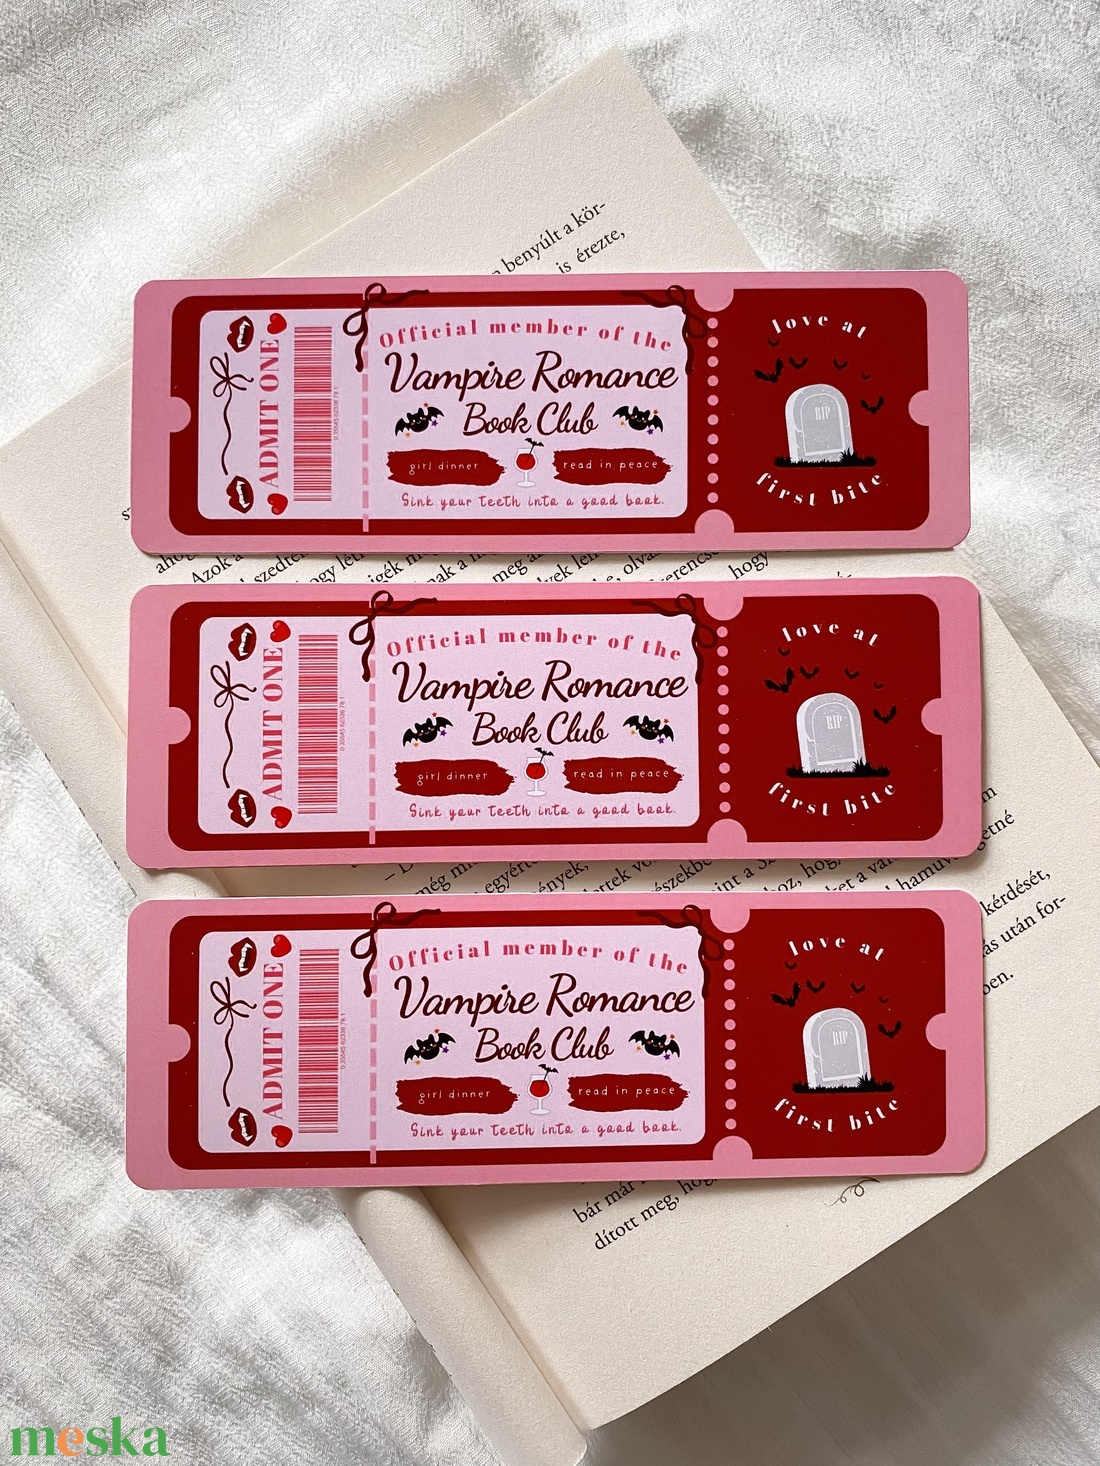 benyúlt a kör-
is érezte,
ADMIT ONE
Official member of the
Vampire Romance
Book Club
girl dinner
read in peace
Sink your teeth into a good book.
love at
RIP
first bite
Azok a
meg
hogy
ADMIT ONE
Official member of the
Vampire Romance
Book Club
girl dinner
read in peace
Sink your teeth into a good book.
love at
RIP
first bite
még
kérdését,
után for-
ben.
ADMIT ONE
Official member of the
Vampire Romance
Book Club
girl dinner
read in peace
Sink your teeth into a good book.
love at
RIP
first bite
bár már
dított meg,
meska